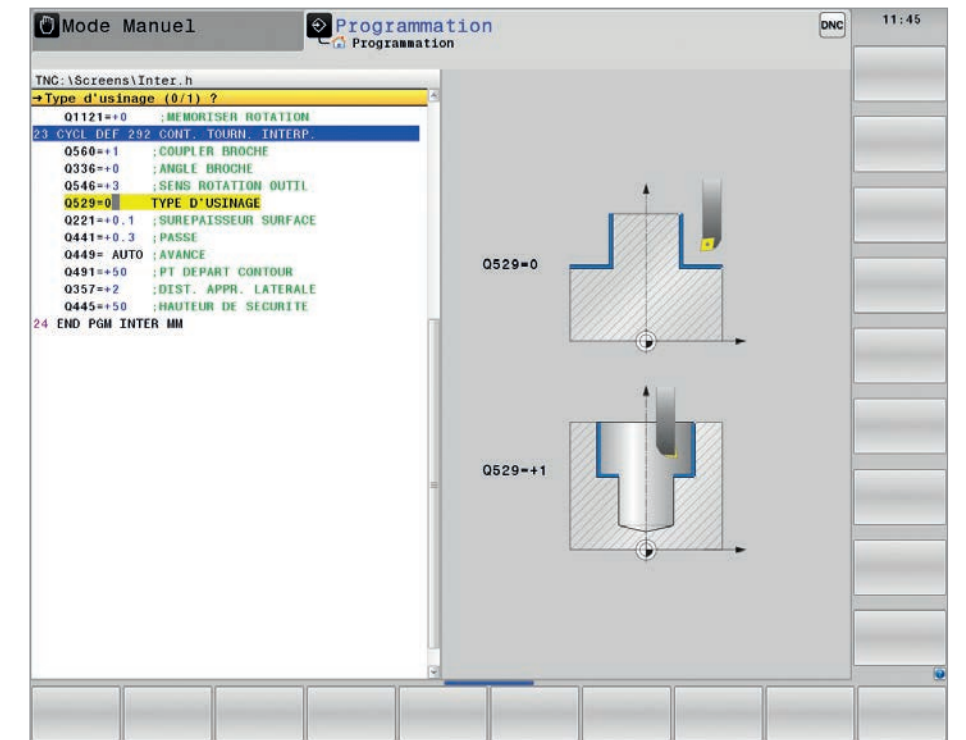 Mode Manuel
Programmation
Programmation
DNC
11:45
TNC:\Screens\Inter.h
→Type d'usinage (0/1) ?
Q1121=+0 ;MEMORISER ROTATION
23 CYCL DEF 292 CONT. TOURN. INTERP.
Q560=+1 ;COUPLER BROCHE
Q336=+0 ;ANGLE BROCHE
Q546=+3 ;SENS ROTATION OUTIL
Q529=0 TYPE D'USINAGE
Q221=+0.1 ;SUREPAISSEUR SURFACE
Q441=+0.3 ;PASSE
Q449= AUTO ;AVANCE
Q491=+50 ;PT DEPART CONTOUR
Q357=+2 ;DIST. APPR. LATERALE
Q445=+50 ;HAUTEUR DE SECURITE
24 END PGM INTER MM
Q529=0
Q529=+1